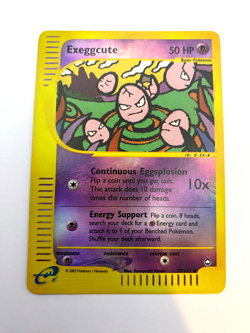 Exeggcute
50 HP
Basic Pokémon
Continuous Eggsplosion
Flip a coin until you get tails.
This attack does 10 damage
times the number of heads.
10x
Energy Support Flip a coin. If heads,
search your deck for a Energy card and
attach it to 1 of your Benched Pokémon.
Shuffle your deck afterward.
weakness
resistance
retreat cost
e
© 2002 Pokémon / Nintendo